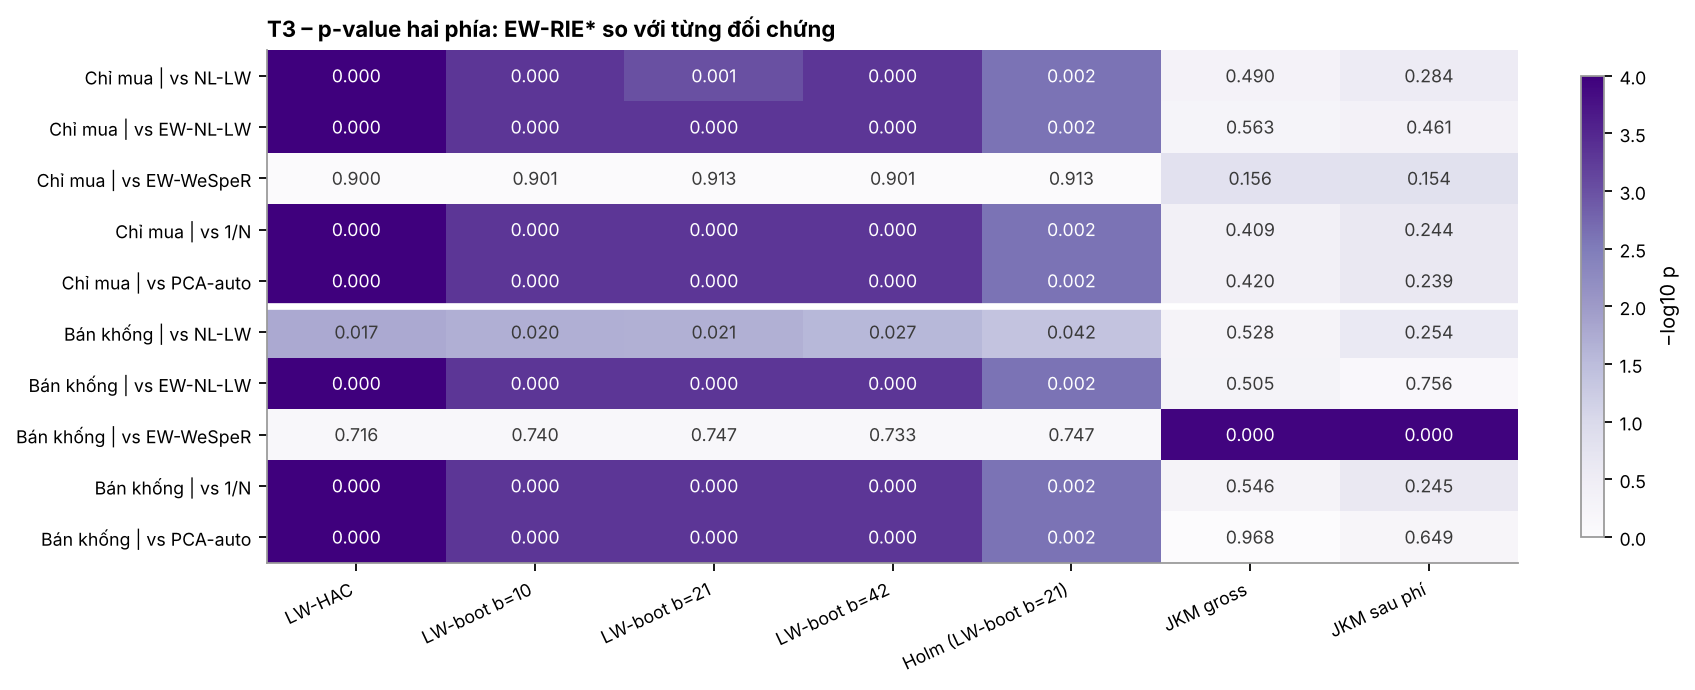 T3 – p-value hai phía: EW-RIE* so với từng đối chứng
Chỉ mua | vs NL-LW 0.000 0.000 0.001 0.000 0.002 0.490 0.284
Chỉ mua | vs EW-NL-LW 0.000 0.000 0.000 0.000 0.002 0.563 0.461
Chỉ mua | vs EW-WeSpeR 0.900 0.901 0.913 0.901 0.913 0.156 0.154
Chỉ mua | vs 1/N 0.000 0.000 0.000 0.000 0.002 0.409 0.244
Chỉ mua | vs PCA-auto 0.000 0.000 0.000 0.000 0.002 0.420 0.239
Bán khống | vs NL-LW 0.017 0.020 0.021 0.027 0.042 0.528 0.254
Bán khống | vs EW-NL-LW 0.000 0.000 0.000 0.000 0.002 0.505 0.756
Bán khống | vs EW-WeSpeR 0.716 0.740 0.747 0.733 0.747 0.000 0.000
Bán khống | vs 1/N 0.000 0.000 0.000 0.000 0.002 0.546 0.245
Bán khống | vs PCA-auto 0.000 0.000 0.000 0.000 0.002 0.968 0.649
LW-HAC
LW-boot b=10
LW-boot b=21
LW-boot b=42
Holm (LW-boot b=21)
JKM gross
JKM sau phí
4.0
3.5
3.0
2.5
2.0
1.5
1.0
0.5
0.0
−log10 p